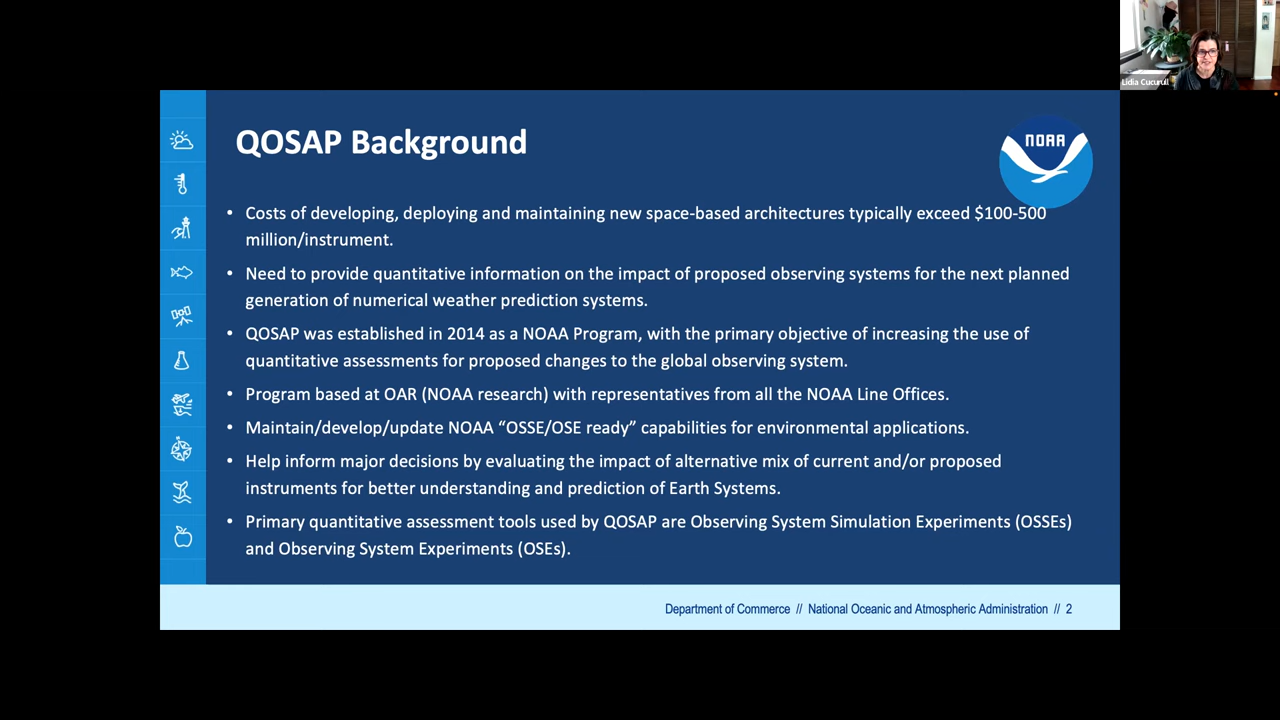 Lidia Cucurull
QOSAP Background
NOAA
• Costs of developing, deploying and maintaining new space-based architectures typically exceed $100-500
million/instrument.
• Need to provide quantitative information on the impact of proposed observing systems for the next planned
generation of numerical weather prediction systems.
• QOSAP was established in 2014 as a NOAA Program, with the primary objective of increasing the use of
quantitative assessments for proposed changes to the global observing system.
• Program based at OAR (NOAA research) with representatives from all the NOAA Line Offices.
• Maintain/develop/update NOAA “OSSE/OSE ready” capabilities for environmental applications.
• Help inform major decisions by evaluating the impact of alternative mix of current and/or proposed
instruments for better understanding and prediction of Earth Systems.
• Primary quantitative assessment tools used by QOSAP are Observing System Simulation Experiments (OSSEs)
and Observing System Experiments (OSEs).
Department of Commerce // National Oceanic and Atmospheric Administration // 2